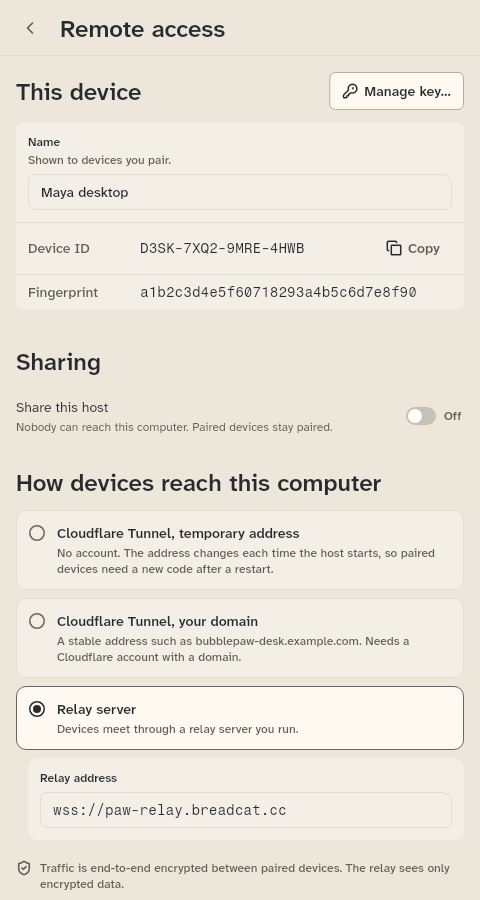 Remote access
This device
Manage key...
Name
Shown to devices you pair.
Maya desktop
Device ID
D3SK-7XQ2-9MRE-4HWB
Copy
Fingerprint
a1b2c3d4e5f60718293a4b5c6d7e8f90
Sharing
Share this host
Nobody can reach this computer. Paired devices stay paired.
Off
How devices reach this computer
Cloudflare Tunnel, temporary address
No account. The address changes each time the host starts, so paired
devices need a new code after a restart.
Cloudflare Tunnel, your domain
A stable address such as bubblepaw-desk.example.com. Needs a
Cloudflare account with a domain.
Relay server
Devices meet through a relay server you run.
Relay address
wss://paw-relay.breadcat.cc
Traffic is end-to-end encrypted between paired devices. The relay sees only
encrypted data.